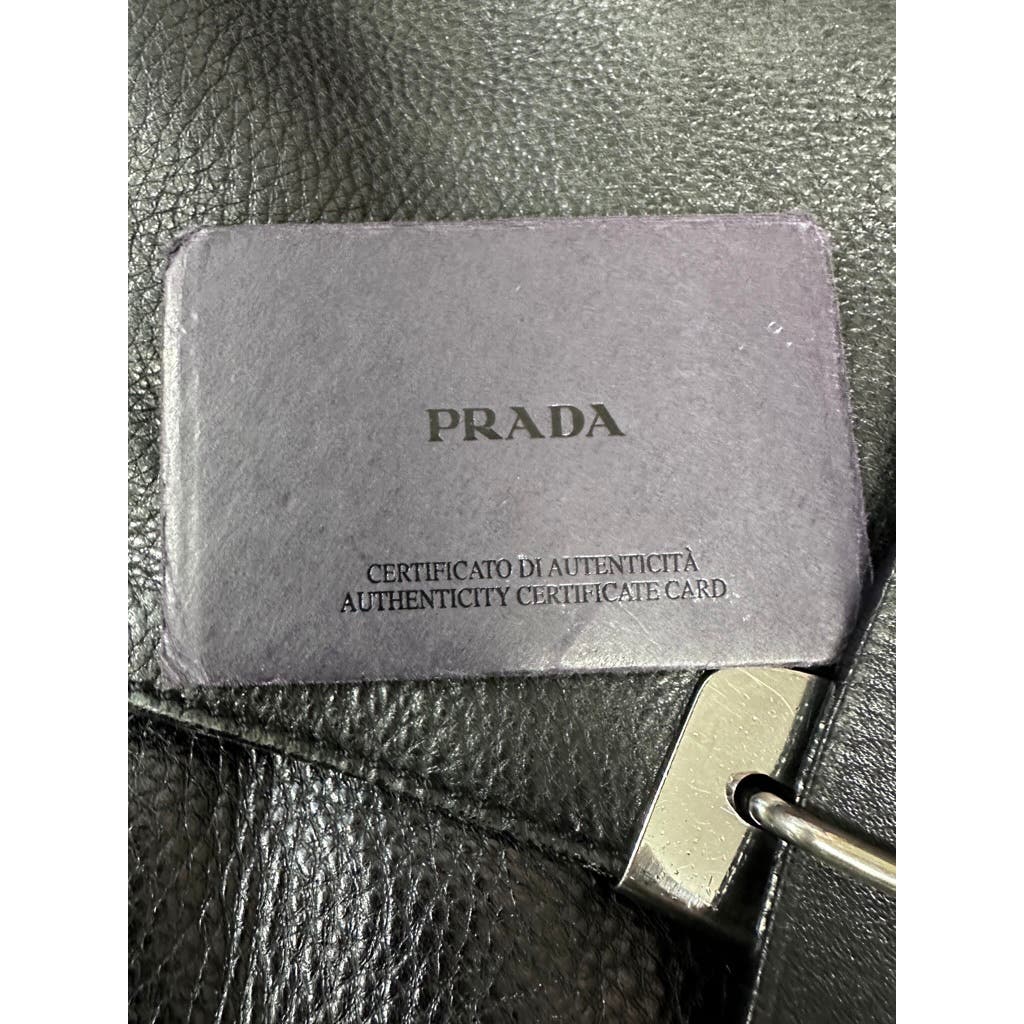 PRADA
CERTIFICATO DI AUTENTICITÀ
AUTHENTICITY CERTIFICATE CARD